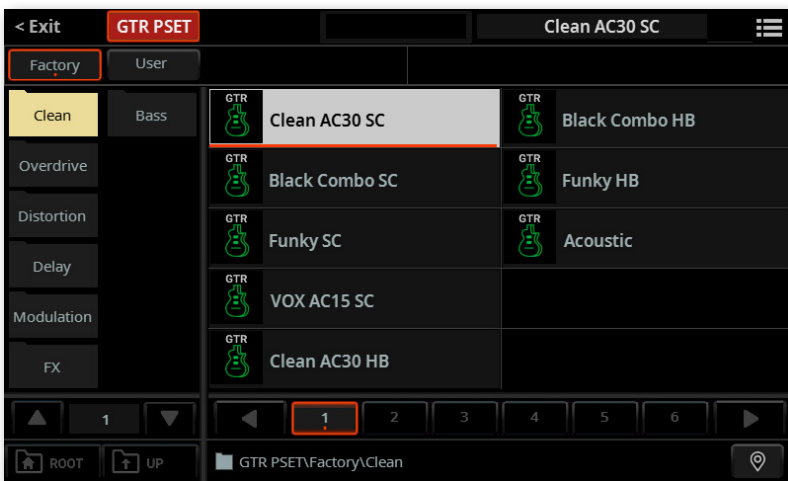 < Exit GTR PSET Clean AC30 SC
Factory User
Clean Bass
Overdrive
Distortion
Delay
Modulation
FX
GTR Clean AC30 SC GTR Black Combo HB
GTR Black Combo SC GTR Funky HB
GTR Funky SC GTR Acoustic
GTR VOX AC15 SC
GTR Clean AC30 HB
1 1 2 3 4 5 6
ROOT UP GTR PSET\Factory\Clean